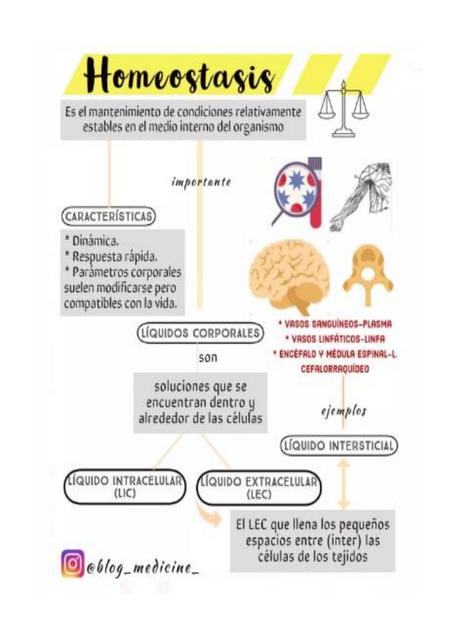 Homeostasis
Es el mantenimiento de condiciones relativamente
estables en el medio interno del organismo
importante
CARACTERÍSTICAS
* Dinámica.
* Respuesta rápida.
* Parámetros corporales
suelen modificarse pero
compatibles con la vida.
LÍQUIDOS CORPORALES
son
soluciones que se
encuentran dentro y
alrededor de las células
* VASOS SANGUÍNEOS-PLASMA
* VASOS LINFÁTICOS-LINFA
* ENCÉFALO Y MÉDULA ESPINAL-L.
CEFALORRAQUÍDEO
ejemplos
LÍQUIDO INTERSTICIAL
LÍQUIDO INTRACELULAR
(LIC)
LÍQUIDO EXTRACELULAR
(LEC)
El LEC que llena los pequeños
espacios entre (inter) las
células de los tejidos
@blog_medicine_